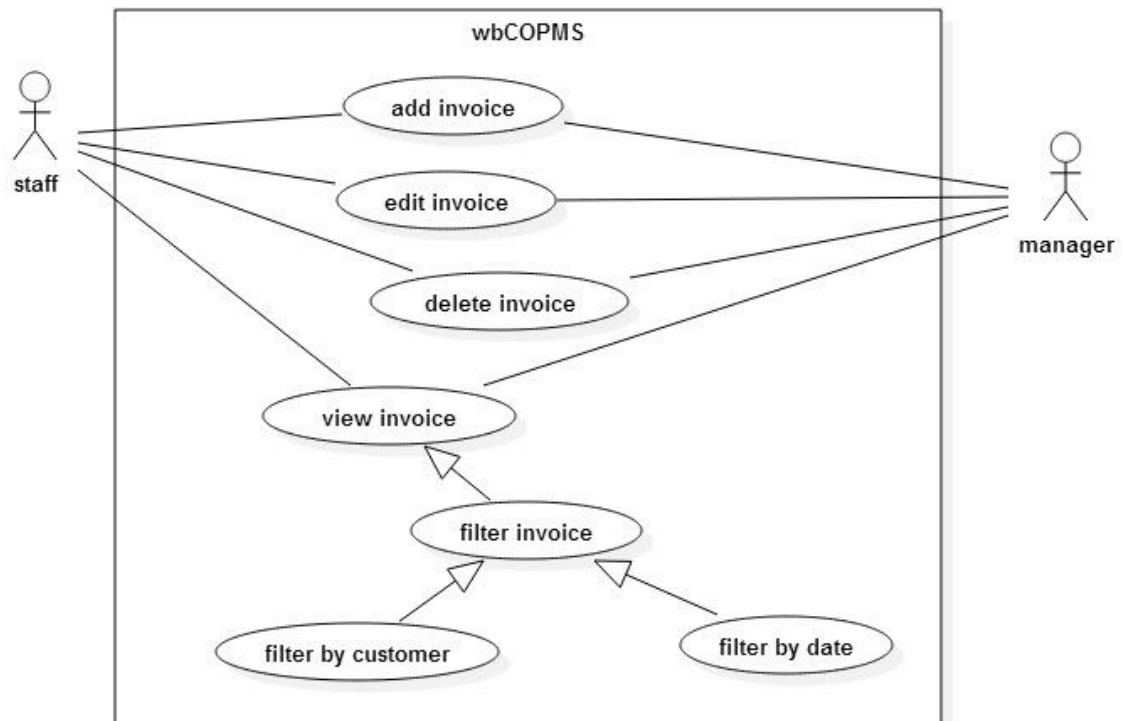 wbCOPMS
add invoice
staff
edit invoice
manager
delete invoice
view invoice
filter invoice
filter by customer
filter by date